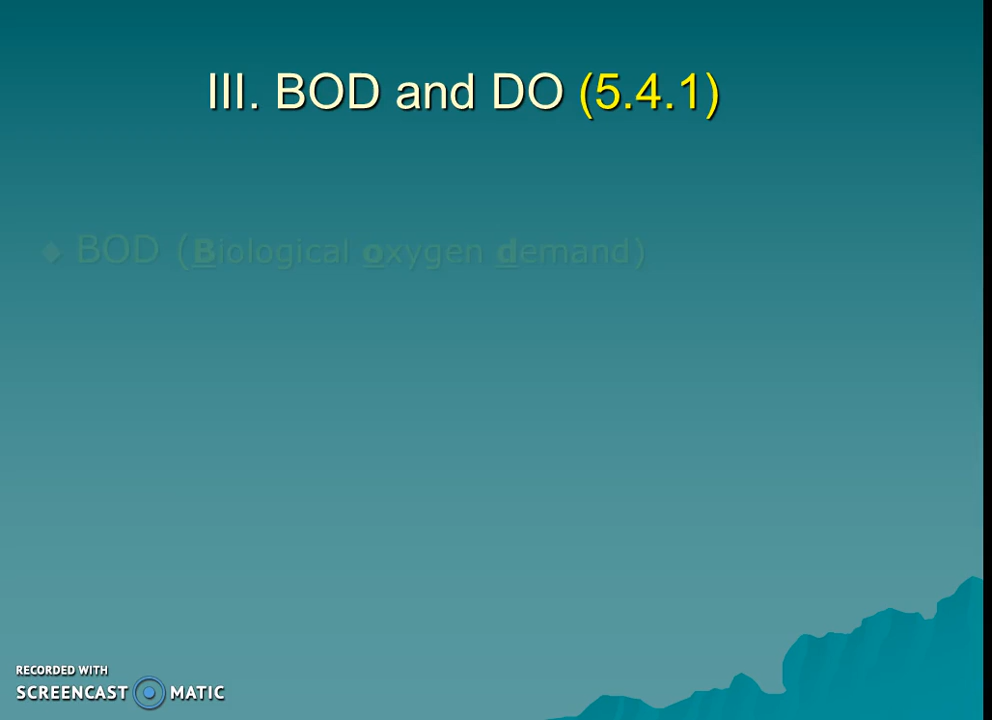 III. BOD and DO (5.4.1)
BOD (Biological oxygen demand)
RECORDED WITH
SCREENCAST MATIC